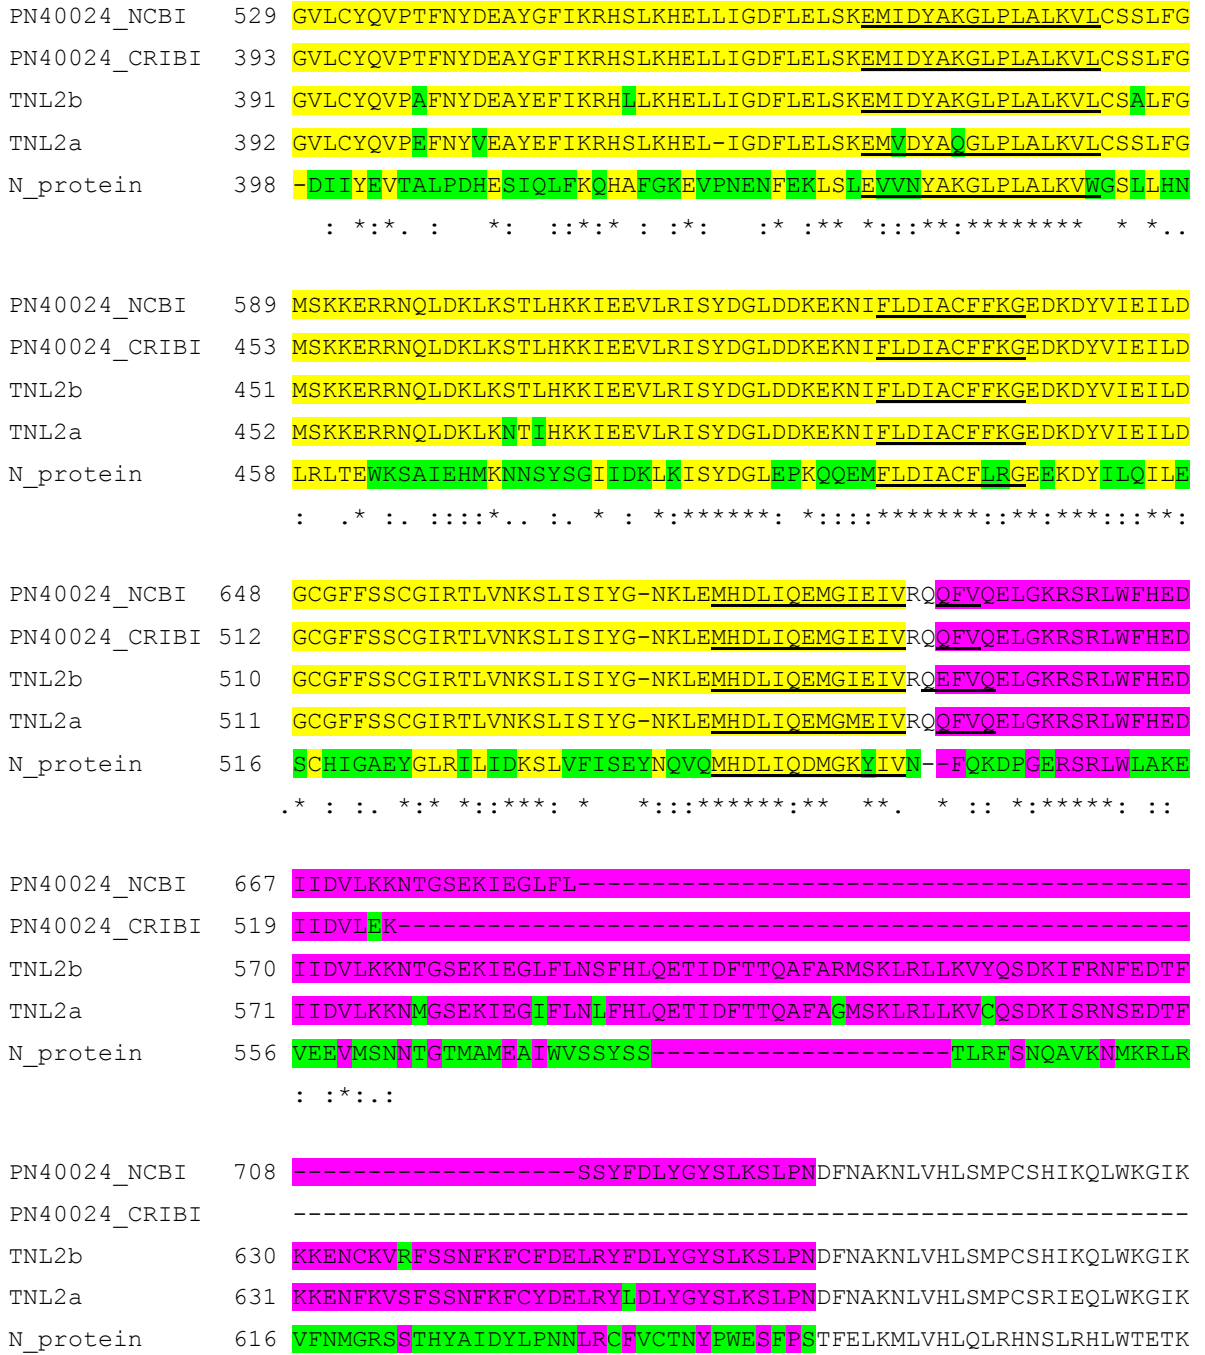 PN40024_NCBI 529 GVLCYQVPTFNYDEAYGFIKRHSLKHELLIGDFLELSKEMIDYAKGLPLALKVLCSSLFG
PN40024_CRIBI 393 GVLCYQVPTFNYDEAYGFIKRHSLKHELLIGDFLELSKEMIDYAKGLPLALKVLCSSLFG
TNL2b 391 GVLCYQVPAFNYDEAYEFIKRHLLKHELLIGDFLELSKEMIDYAKGLPLALKVLCSALFG
TNL2a 392 GVLCYQVPEFNYVEAYEFIKRHSLKHEL-IGDFLELSKEMVDYAQGLPLALKVLCSSLFG
N_protein 398 -DIIYEVTALPDHESIQLFKQHAFGKEVPNENFEKLSLEVVNYAKGLPLALKVWGSLLHN
: *:*. : *: ::*:* : :*: :* :** *:::**:******** * *..
PN40024_NCBI 589 MSKKERRNQLDKLKSTLHKKIEEVLRISYDGLDDKEKNIFLDIACFFKGEDKDYVIEILD
PN40024_CRIBI 453 MSKKERRNQLDKLKSTLHKKIEEVLRISYDGLDDKEKNIFLDIACFFKGEDKDYVIEILD
TNL2b 451 MSKKERRNQLDKLKSTLHKKIEEVLRISYDGLDDKEKNIFLDIACFFKGEDKDYVIEILD
TNL2a 452 MSKKERRNQLDKLKNTIHKKIEEVLRISYDGLDDKEKNIFLDIACFFKGEDKDYVIEILD
N_protein 458 LRLTEWKSAIEHMKNNSYSGIIDKLKISYDGLEPKQQEMFLDIACFLRGEEKDYILQILE
: .* :. ::::*.. :. * : *:******: *::::*******::**:***:::**:
PN40024_NCBI 648 GCGFFSSCGIRTLVNKSLISIYG-NKLEMHDLIQEMGIEIVRQQFVQELGKRSRLWFHED
PN40024_CRIBI 512 GCGFFSSCGIRTLVNKSLISIYG-NKLEMHDLIQEMGIEIVRQQFVQELGKRSRLWFHED
TNL2b 510 GCGFFSSCGIRTLVNKSLISIYG-NKLEMHDLIQEMGIEIVRQEFVQELGKRSRLWFHED
TNL2a 511 GCGFFSSCGIRTLVNKSLISIYG-NKLEMHDLIQEMGMEIVRQQFVQELGKRSRLWFHED
N_protein 516 SCHIGAEYGLRILIDKSLVFISEYNQVQMHDLIQDMGKYIVN--FQKDPGERSRLWLAKE
.* : :. *:* *::***: * *:::******:** **. * :: *:*****: ::
PN40024_NCBI 667 IIDVLKKNTGSEKIEGLFL-----------------------------------------
PN40024_CRIBI 519 IIDVLEK-----------------------------------------------------
TNL2b 570 IIDVLKKNTGSEKIEGLFLNSFHLQETIDFTTQAFARMSKLRLLKVYQSDKIFRNFEDTF
TNL2a 571 IIDVLKKNMGSEKIEGIFLNLFHLQETIDFTTQAFAGMSKLRLLKVCQSDKISRNSEDTF
N_protein 556 VEEVMSNNTGTMAMEAIWVSSYSS--------------------TLRFSNQAVKNMKRLR
: :*:.:
PN40024_NCBI 708 -------------------SSYFDLYGYSLKSLPNDFNAKNLVHLSMPCSHIKQLWKGIK
PN40024_CRIBI ------------------------------------------------------------
TNL2b 630 KKENCKVRFSSNFKFCFDELRYFDLYGYSLKSLPNDFNAKNLVHLSMPCSHIKQLWKGIK
TNL2a 631 KKENFKVSFSSNFKFCYDELRYLDLYGYSLKSLPNDFNAKNLVHLSMPCSRIEQLWKGIK
N_protein 616 VFNMGRSSTHYAIDYLPNNLRCFVCTNYPWESFPSTFELKMLVHLQLRHNSLRHLWTETK